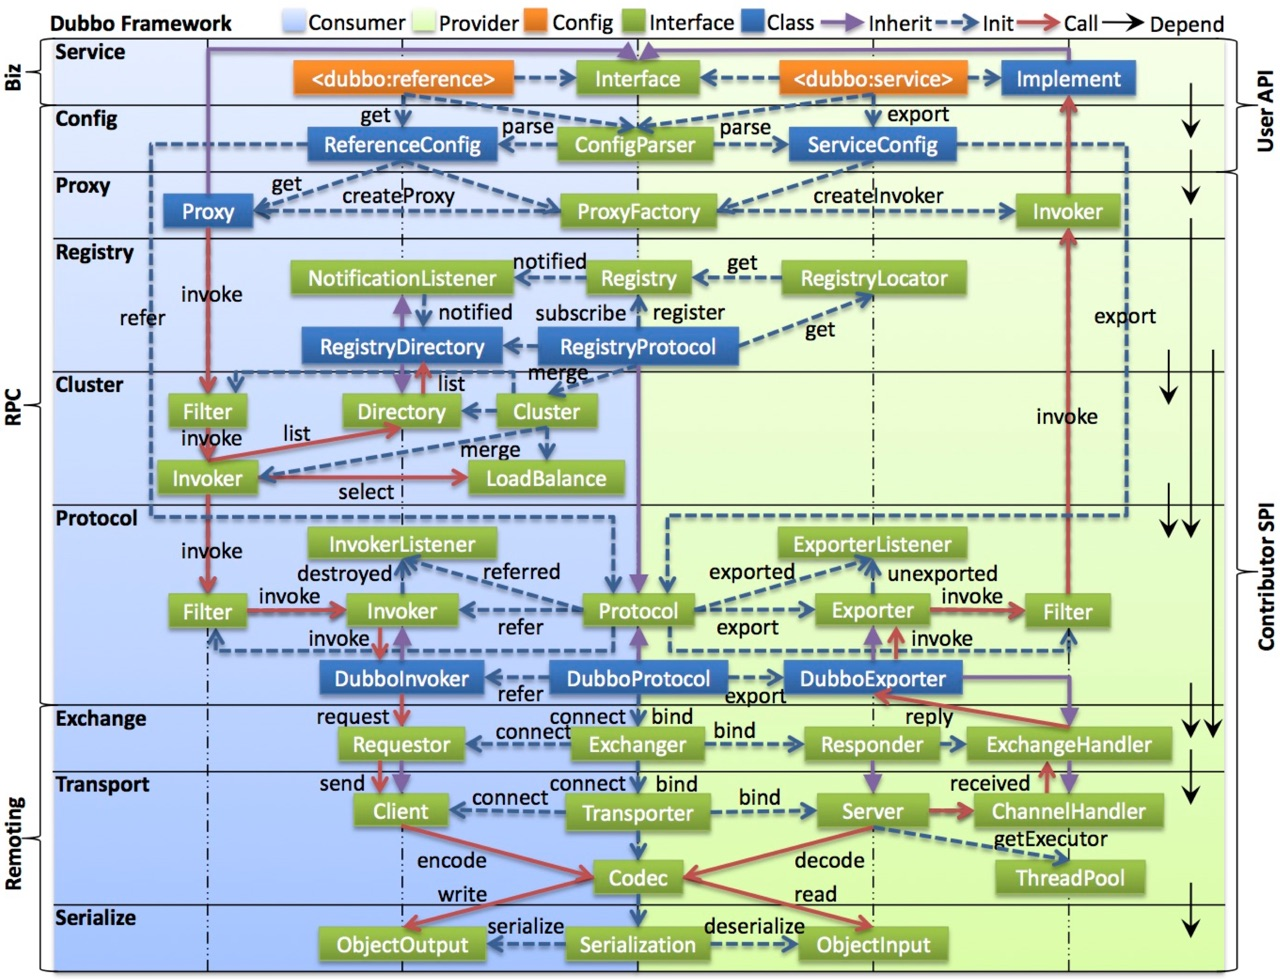 Dubbo Framework Consumer Provider Config Interface Class Inherit Init Call Depend
Biz
User API
Service
<dubbo:reference> Interface <dubbo:service> Implement
Config
get parse parse export
ReferenceConfig ConfigParser ServiceConfig
Proxy
get createProxy createInvoker
Proxy ProxyFactory Invoker
RPC
Contributor SPI
Registry
notified get
NotificationListener Registry RegistryLocator
invoke
refer notified subscribe register get export
RegistryDirectory RegistryProtocol
Cluster
list merge
Filter Directory Cluster
invoke list invoke
merge
Invoker LoadBalance
select
Protocol
InvokerListener ExporterListener
invoke
destroyed referred exported unexported
invoke invoke
Filter Invoker Protocol Exporter Filter
invoke refer export invoke
DubboInvoker DubboProtocol DubboExporter
refer export
Remoting
Exchange
request connect bind reply
connect bind
Requestor Exchanger Responder ExchangeHandler
Transport
send connect bind received
connect bind
Client Transporter Server ChannelHandler
getExecutor
encode decode
Codec ThreadPool
write read
Serialize
serialize deserialize
ObjectOutput Serialization ObjectInput